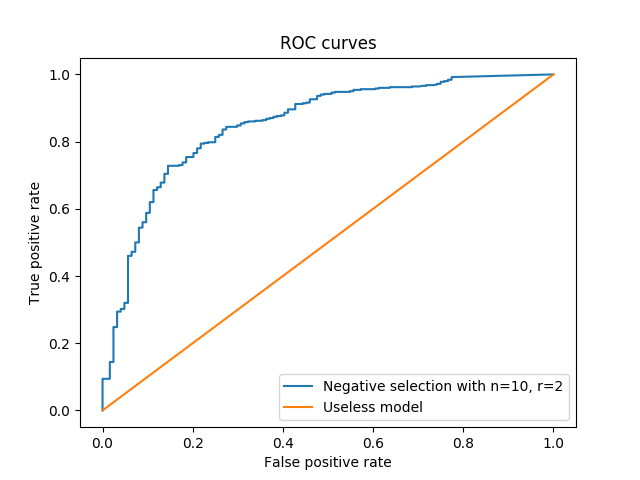 ROC curves
1.0
0.8
0.6
0.4
0.2
0.0
True positive rate
0.0 0.2 0.4 0.6 0.8 1.0
False positive rate
Negative selection with n=10, r=2
Useless model